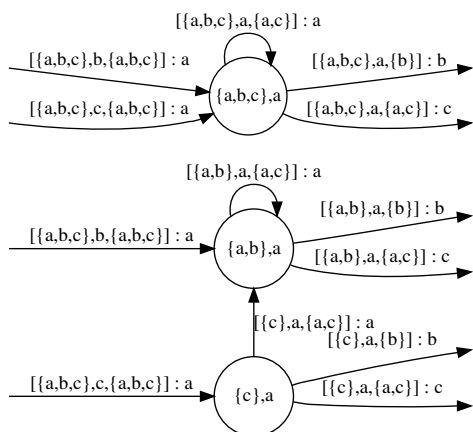 [{a,b,c},a,{a,c}] : a
[{a,b,c},b,{a,b,c}] : a
[{a,b,c},a,{b}] : b
{a,b,c},a
[{a,b,c},c,{a,b,c}] : a
[{a,b,c},a,{a,c}] : c
[{a,b},a,{a,c}] : a
[{a,b},a,{b}] : b
[{a,b,c},b,{a,b,c}] : a
{a,b},a
[{a,b},a,{a,c}] : c
[{c},a,{a,c}] : a
[{c},a,{b}] : b
[{a,b,c},c,{a,b,c}] : a
{c},a
[{c},a,{a,c}] : c